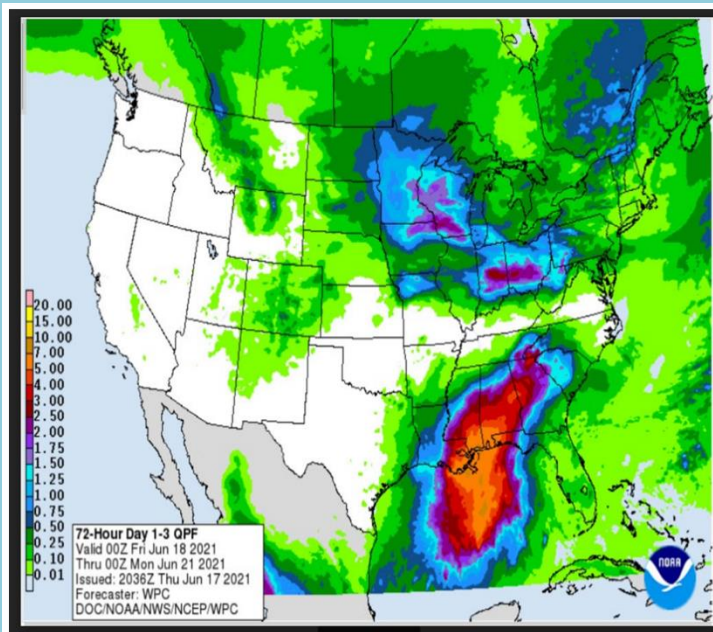 20.00
15.00
10.00
7.00
5.00
4.00
3.00
2.50
2.00
1.75
1.50
1.25
1.00
0.75
0.50
0.25
0.10
0.01
72-Hour Day 1-3 QPF
Valid 00Z Fri Jun 18 2021
Thru 00Z Mon Jun 21 2021
Issued: 2036Z Thu Jun 17 2021
Forecaster: WPC
DOC/NOAA/NWS/NCEP/WPC
NOAA